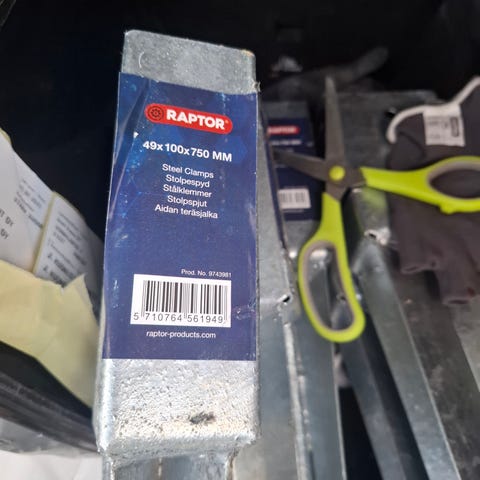 RAPTOR
49x100x750 MM
Steel Clamps
Stolpespyd
Stålklemmer
Stolpspjut
Aidan teräsjalka
Prod. No. 9743981
5 710764 561949
raptor-products.com
RAPTOR